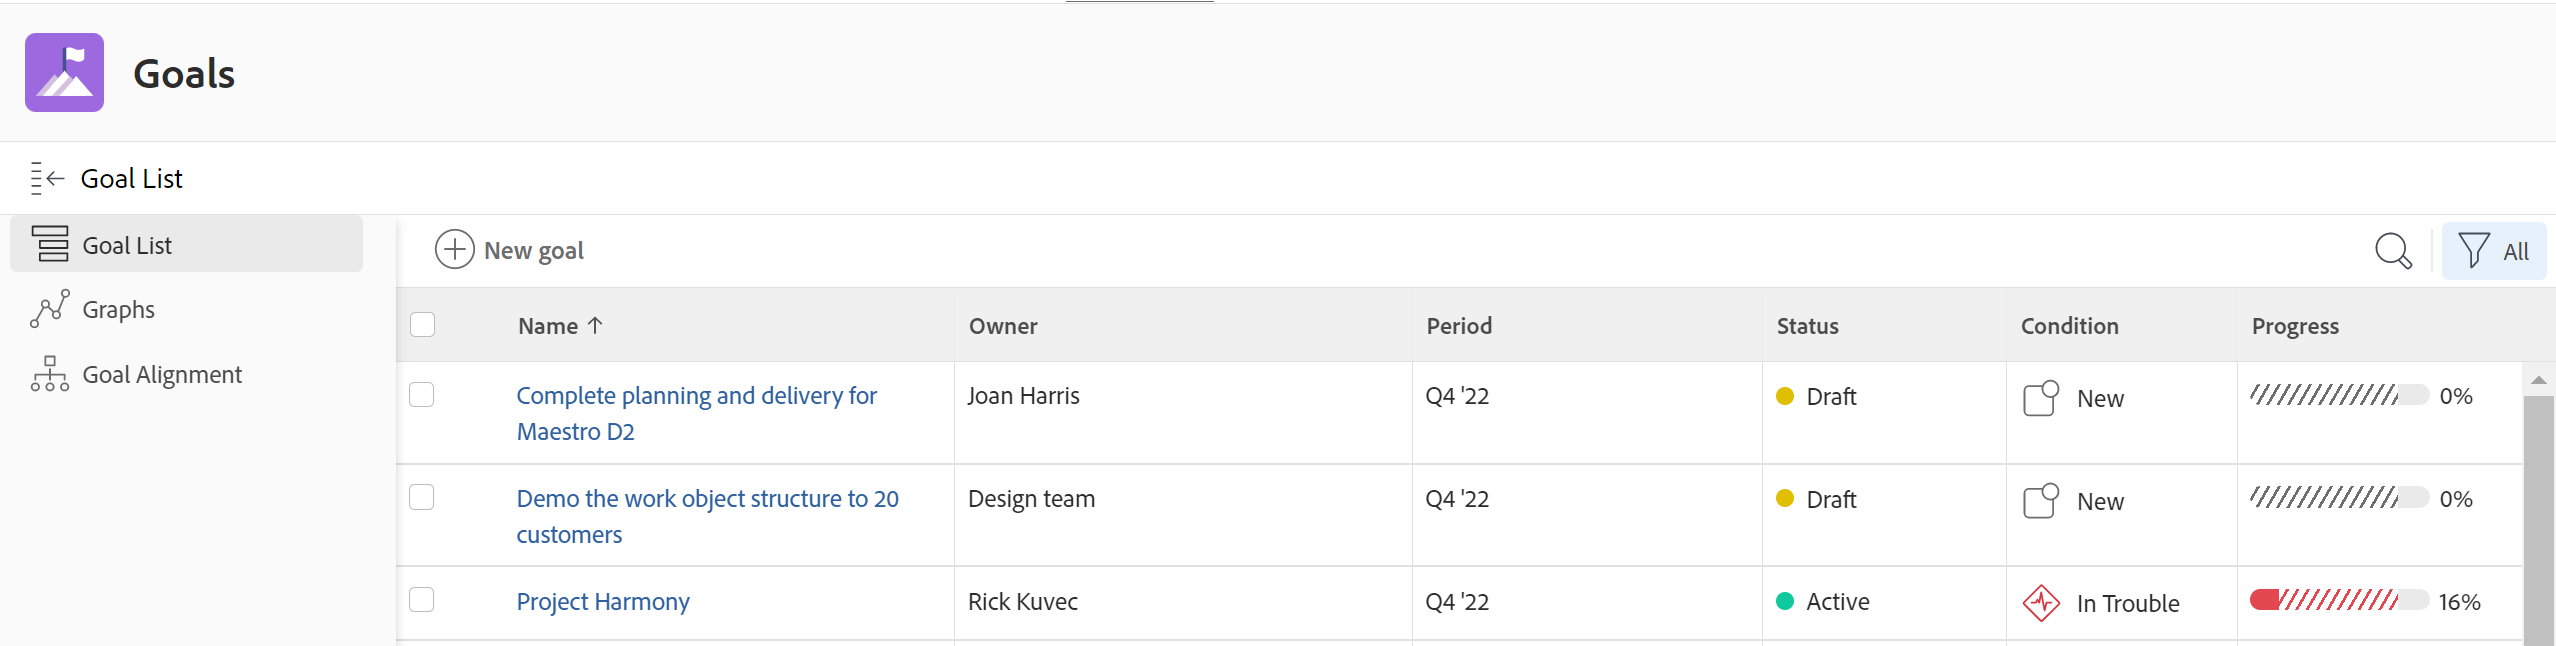 Goals
Goal List
Goal List
Graphs
Goal Alignment
New goal
All
Name Owner Period Status Condition Progress
Complete planning and delivery for
Maestro D2
Joan Harris Q4 '22 Draft New 0%
Demo the work object structure to 20
customers
Design team Q4 '22 Draft New 0%
Project Harmony Rick Kuvec Q4 '22 Active In Trouble 16%